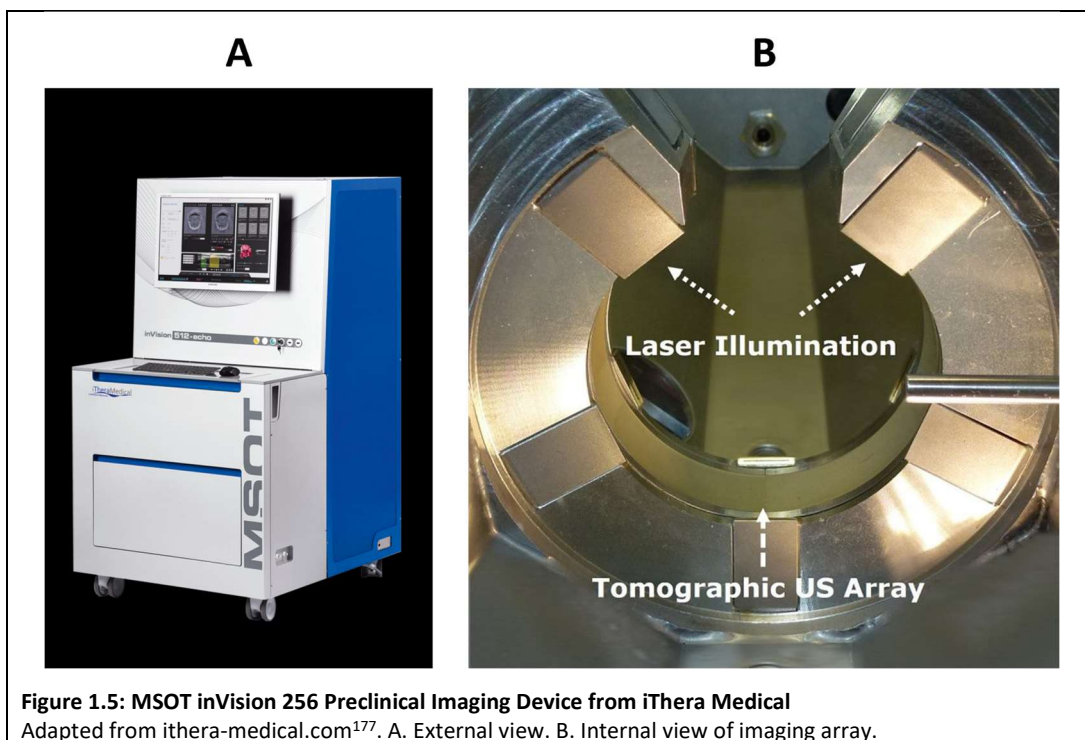 A
B
inVision 512-echo
iTheraMedical
MSOT
Laser Illumination
Tomographic US Array
Figure 1.5: MSOT inVision 256 Preclinical Imaging Device from iThera Medical
Adapted from ithera-medical.com177. A. External view. B. Internal view of imaging array.